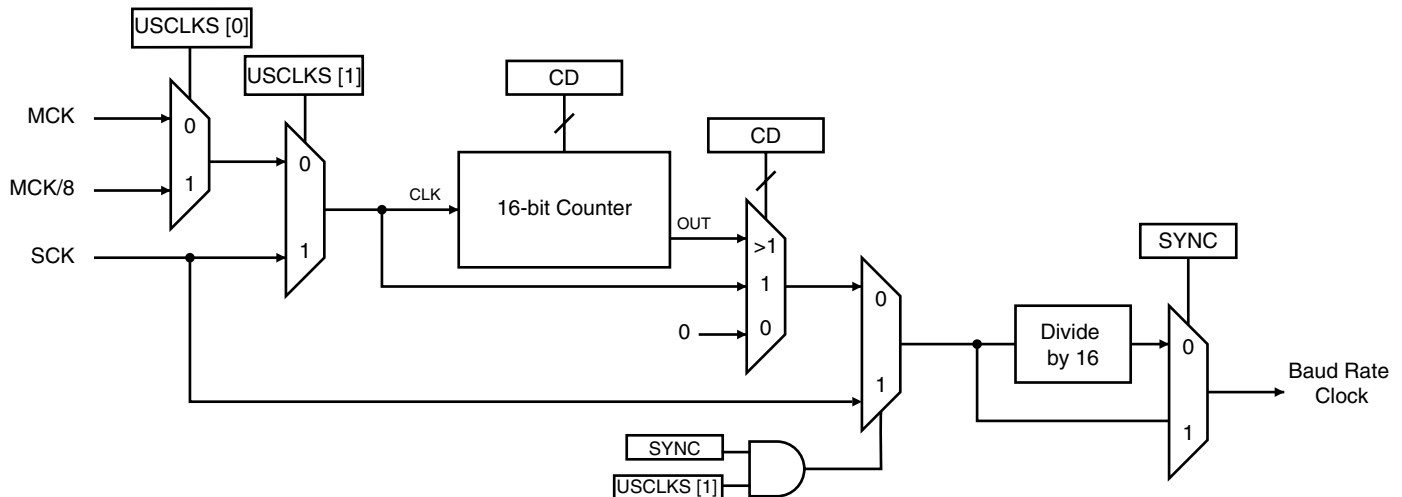 USCLKS [0]
USCLKS [1]
CD
MCK
0
CD
0
MCK/8
1
CLK
16-bit Counter
OUT
SCK
1
>1
SYNC
1
0
0
0
Divide
by 16
0
1
Baud Rate
Clock
1
SYNC
USCLKS [1]